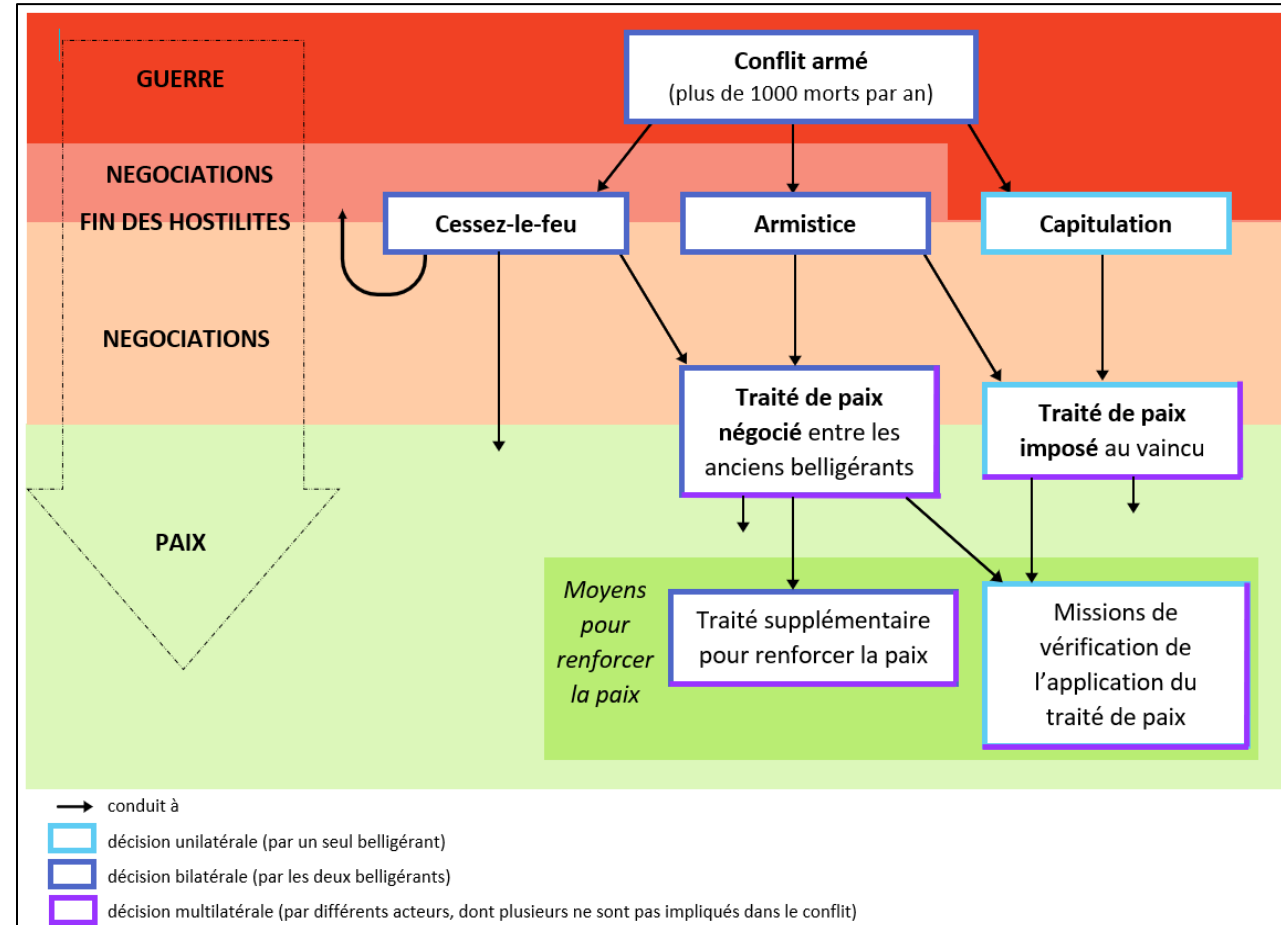 GUERRE
Conflit armé
(plus de 1000 morts par an)
NEGOCIATIONS
FIN DES HOSTILITES
Cessez-le-feu
Armistice
Capitulation
NEGOCIATIONS
Traité de paix
négocié entre les
anciens belligérants
Traité de paix
imposé au vaincu
PAIX
Moyens
pour
renforcer
la paix
Traité supplémentaire
pour renforcer la paix
Missions de
vérification de
l’application du
traité de paix
conduit à
décision unilatérale (par un seul belligérant)
décision bilatérale (par les deux belligérants)
décision multilatérale (par différents acteurs, dont plusieurs ne sont pas impliqués dans le conflit)